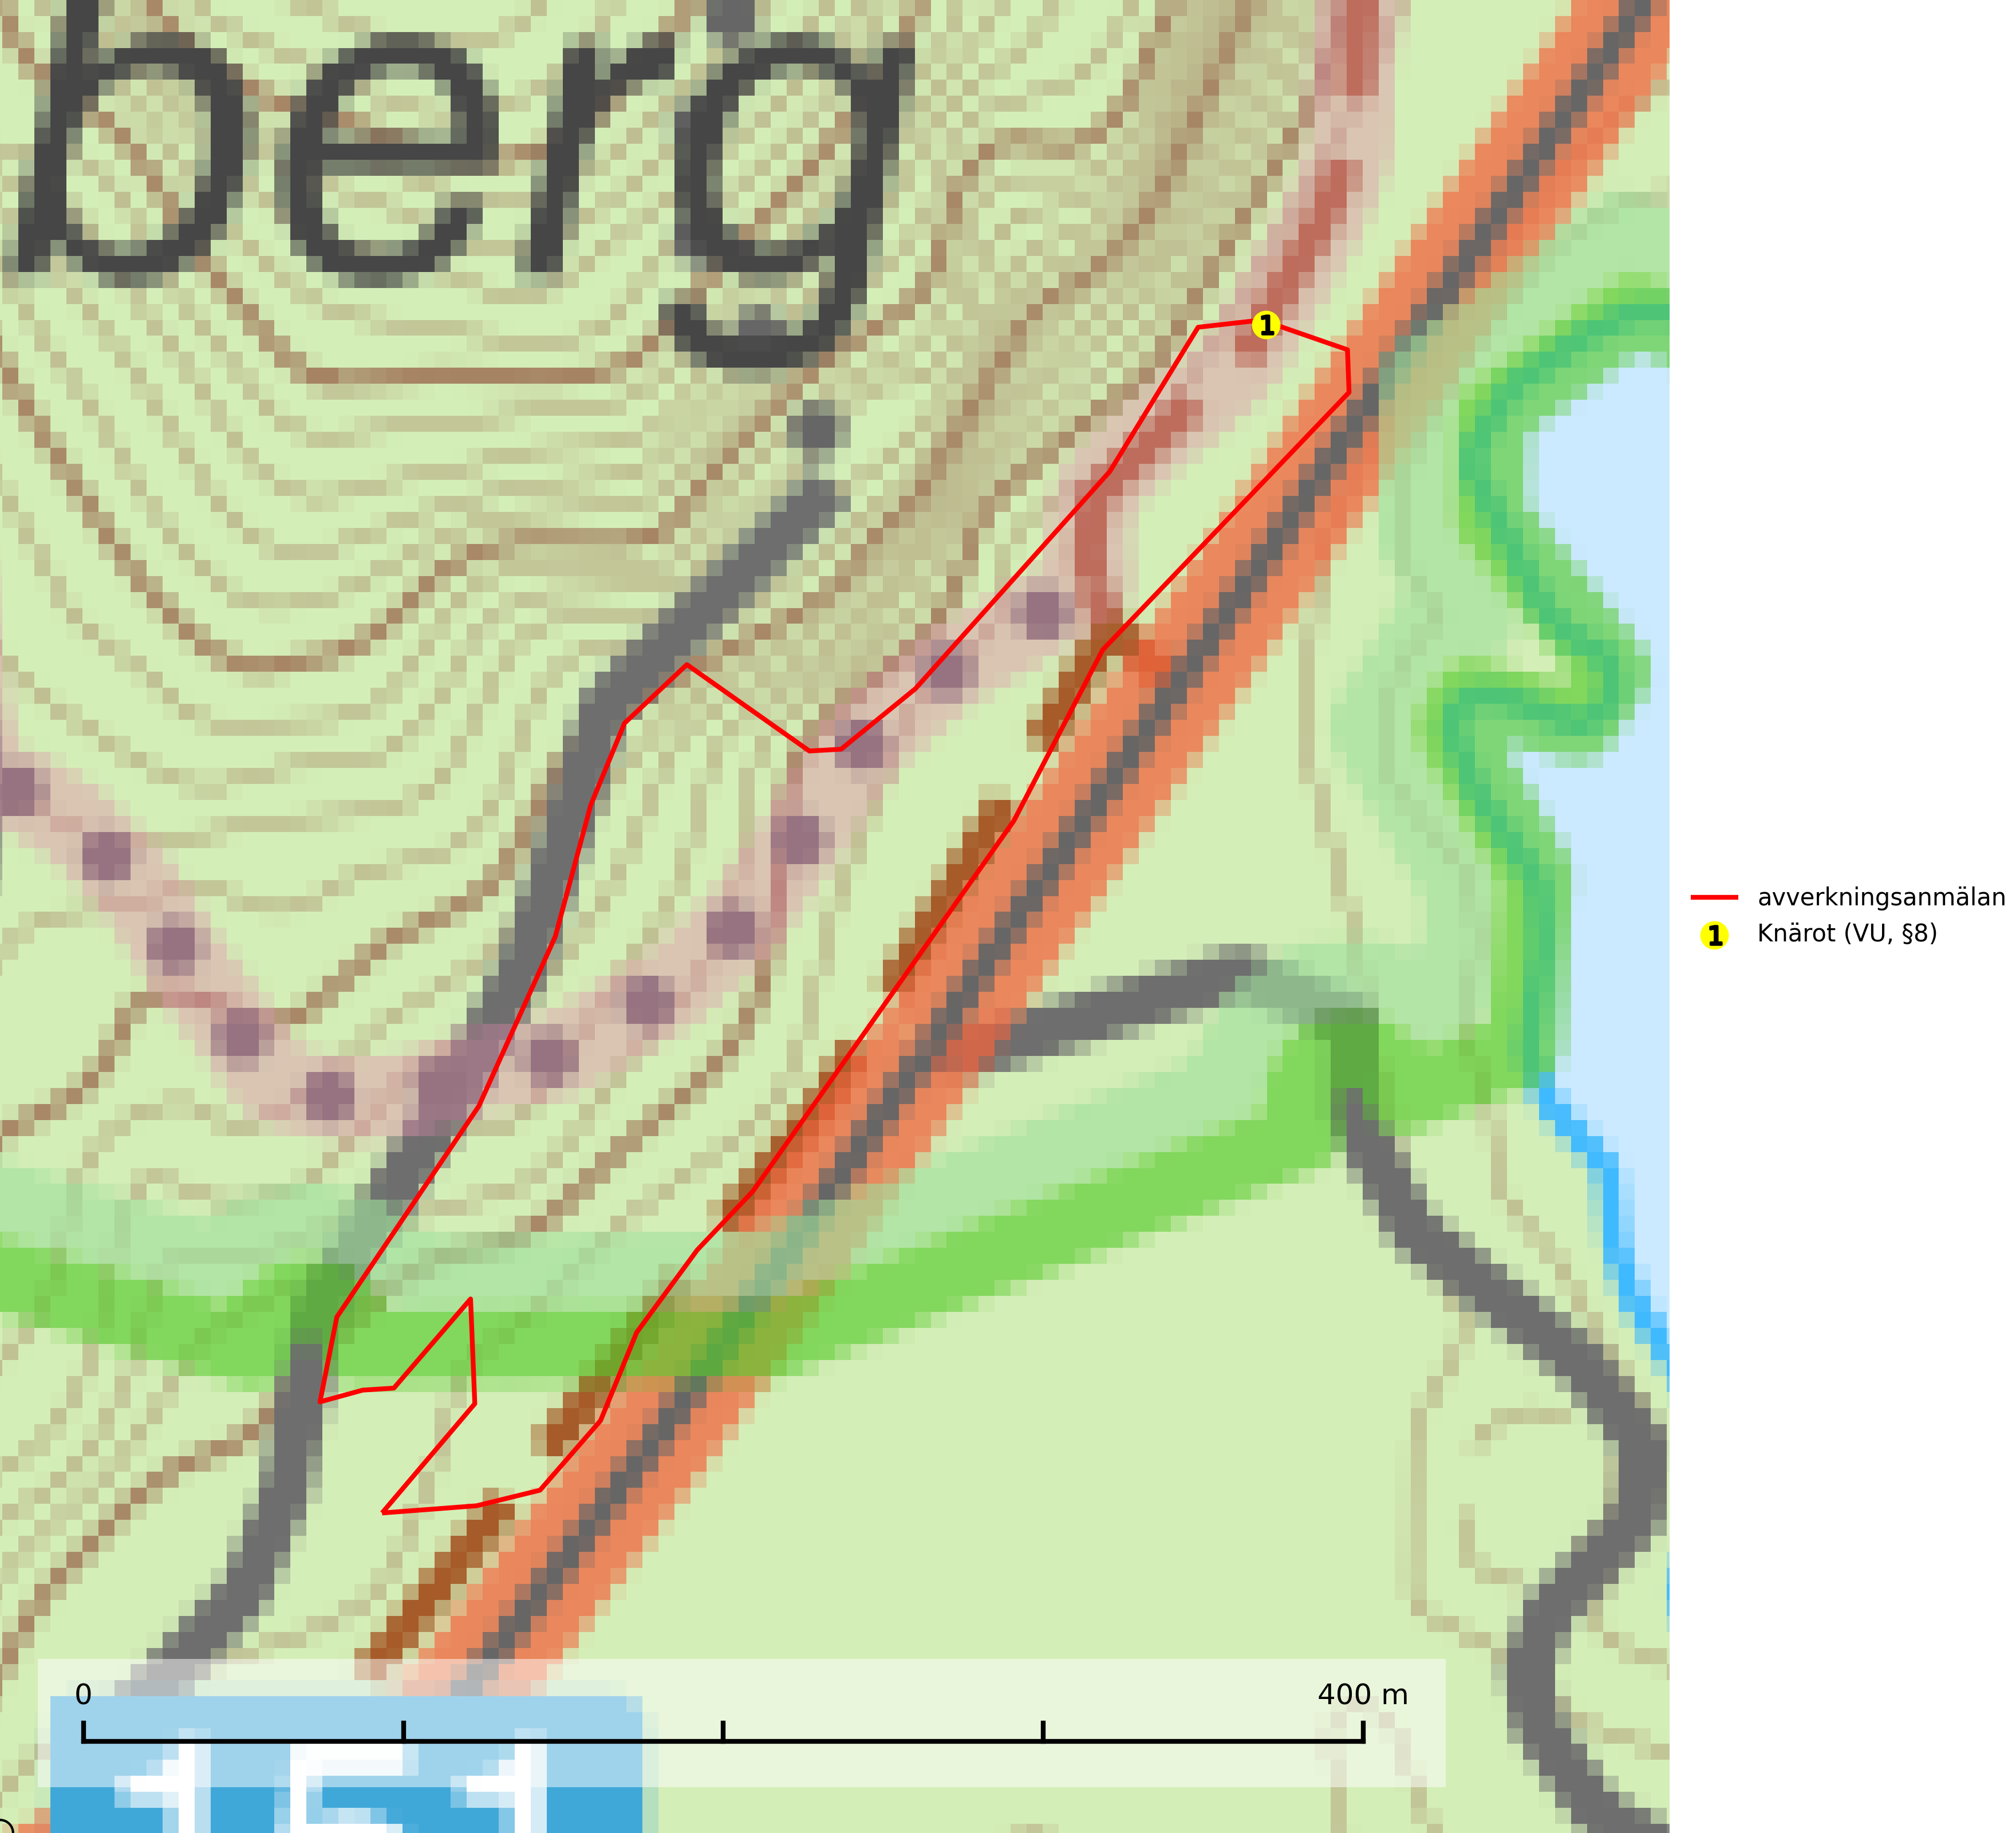 berg
1
avverkningsanmälan
1 Knärot (VU, §8)
0 400 m
151